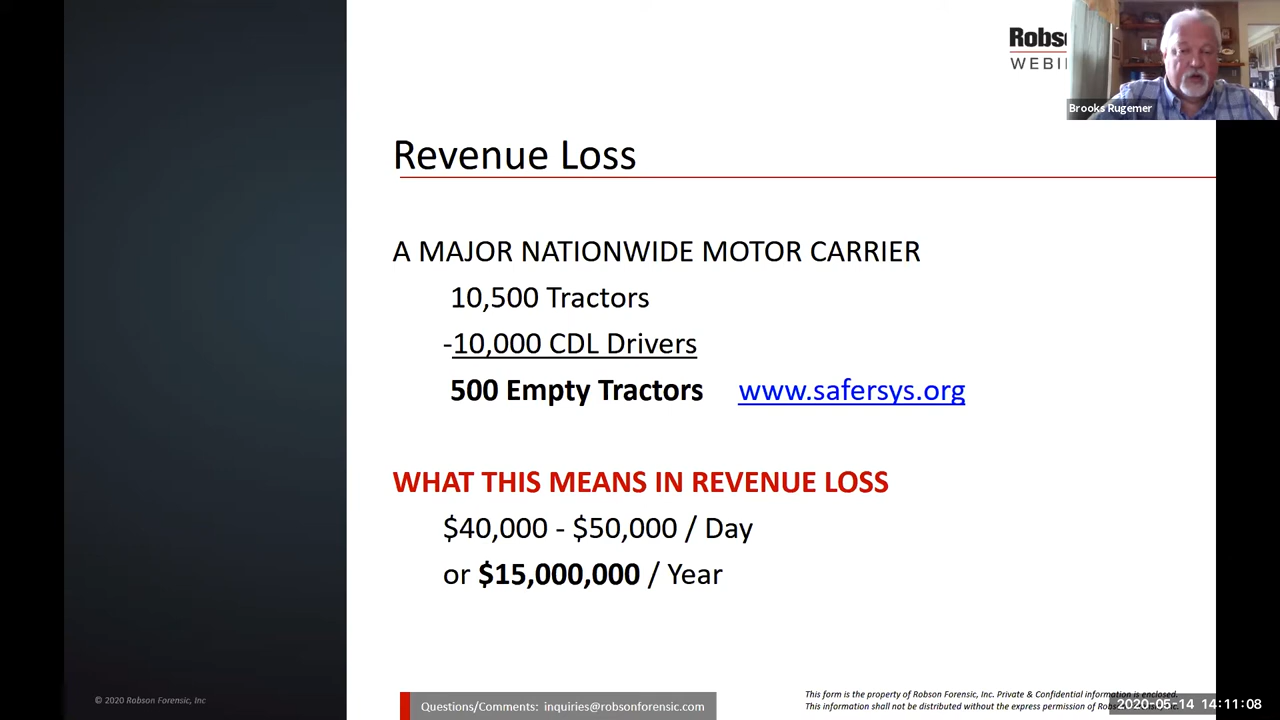 WEBI
Brooks Rugemer
Revenue Loss
A MAJOR NATIONWIDE MOTOR CARRIER
10,500 Tractors
-10,000 CDL Drivers
500 Empty Tractors www.safersys.org
WHAT THIS MEANS IN REVENUE LOSS
$40,000 - $50,000 / Day
or $15,000,000 / Year
© 2020 Robson Forensic, Inc
Questions/Comments: inquiries@robsonforensic.com
This form is the property of Robson Forensic, Inc. Private & Confidential information is enclosed.
This information shall not be distributed without the express permission of
2020-05-14 14:11:08